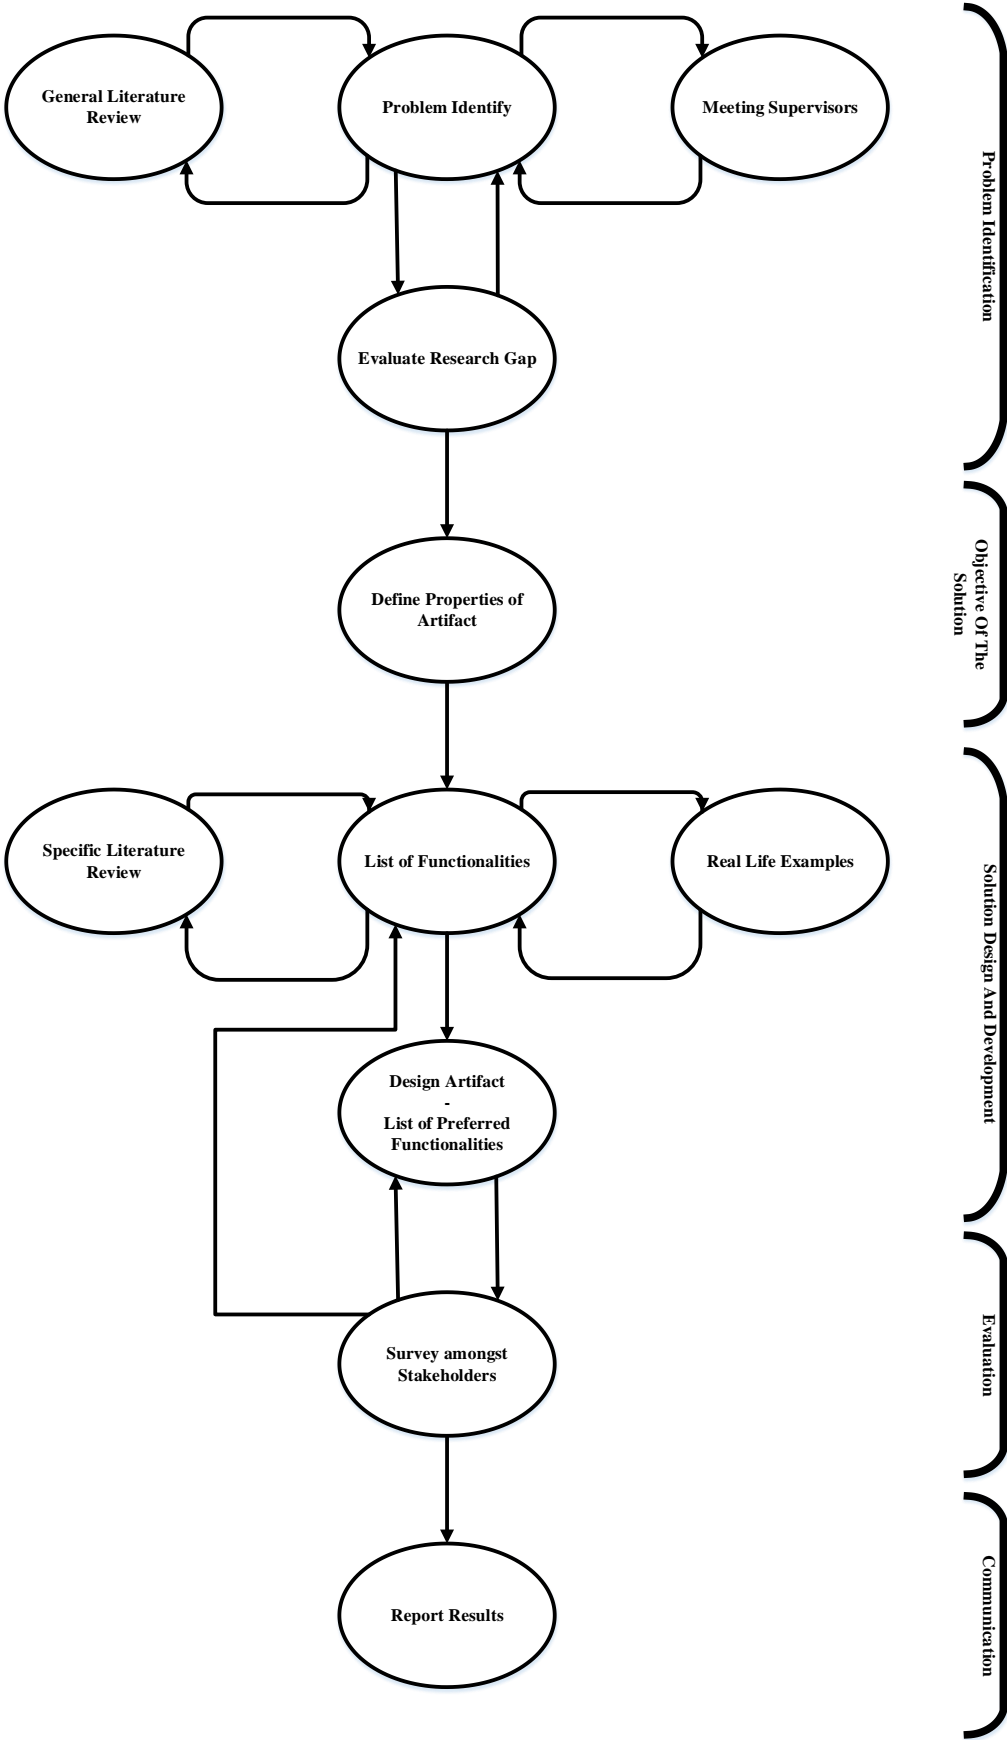 General Literature
Review
Problem Identify
Meeting Supervisors
Problem Identification
Evaluate Research Gap
Define Properties of
Artifact
Objective Of The
Solution
Specific Literature
Review
List of Functionalities
Real Life Examples
Solution Design And Development
Design Artifact
-
List of Preferred
Functionalities
Survey amongst
Stakeholders
Evaluation
Report Results
Communication